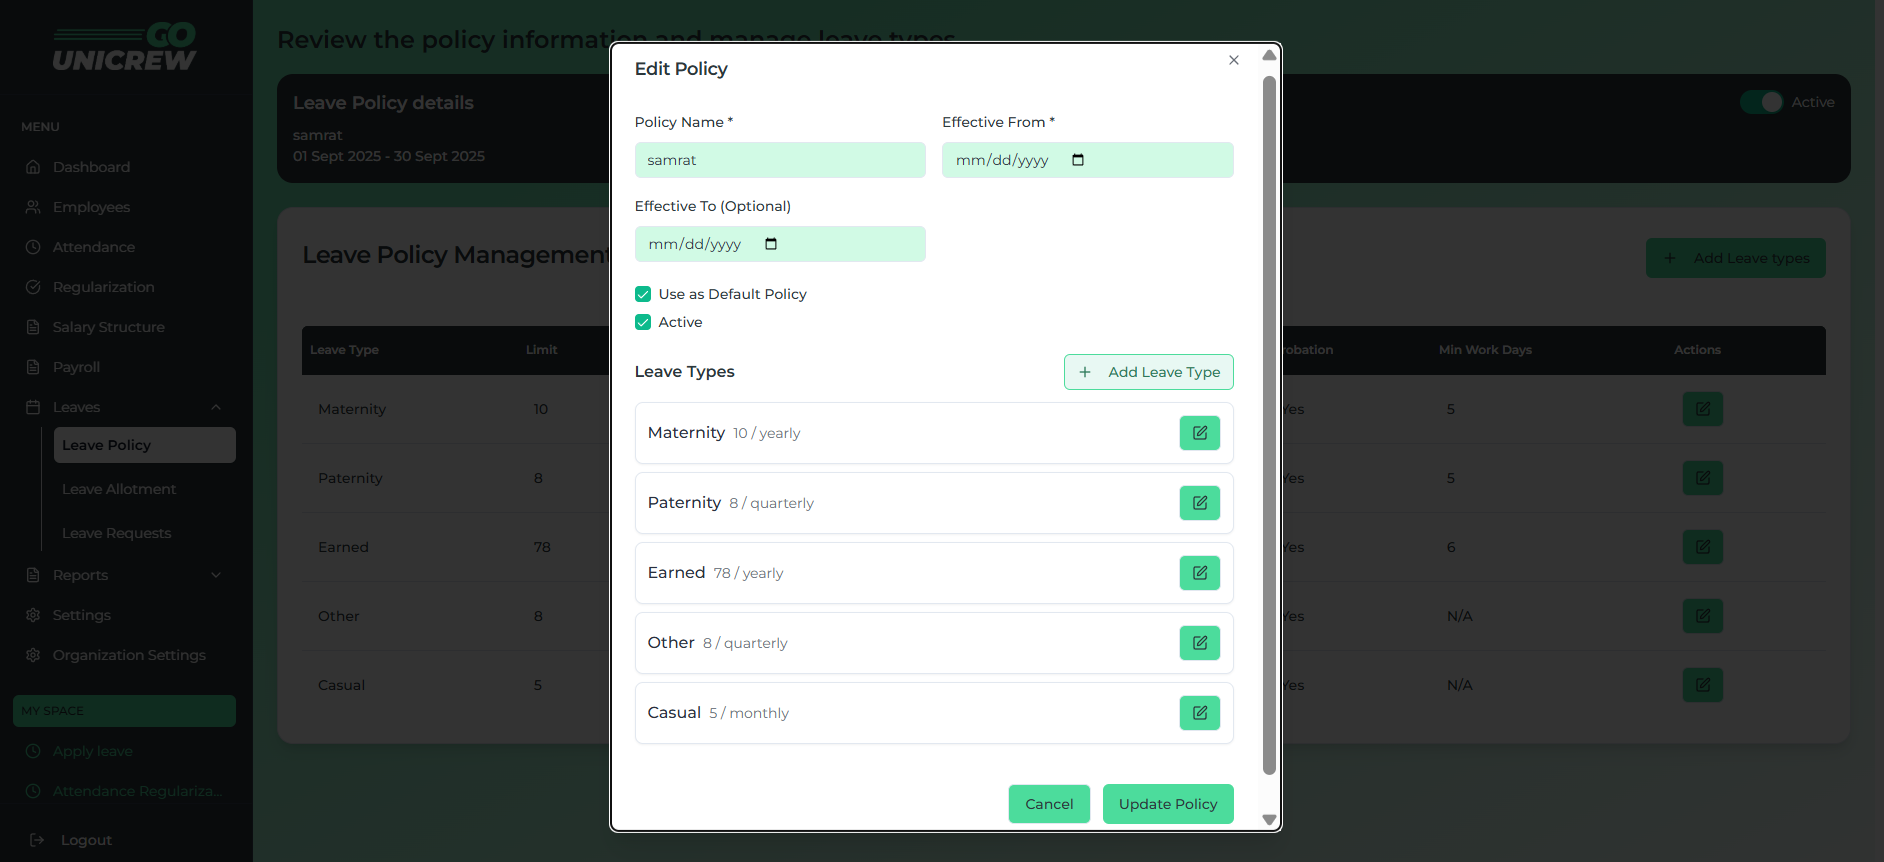 GO
UNICREW
MENU
Dashboard
Employees
Attendance
Regularization
Salary Structure
Payroll
Leaves
Leave Policy
Leave Allotment
Leave Requests
Reports
Settings
Organization Settings
MY SPACE
Apply leave
Attendance Regulariza...
Logout
Review the policy information and manage leave types
Leave Policy details
samrat
01 Sept 2025 - 30 Sept 2025
Active
Leave Policy Management
Add Leave types
Leave Type Limit robation Min Work Days Actions
Maternity 10 Yes 5
Paternity 8 Yes 5
Earned 78 Yes 6
Other 8 Yes N/A
Casual 5 Yes N/A
Edit Policy
Policy Name * Effective From *
samrat mm/dd/yyyy
Effective To (Optional)
mm/dd/yyyy
Use as Default Policy
Active
Leave Types Add Leave Type
Maternity 10 / yearly
Paternity 8 / quarterly
Earned 78 / yearly
Other 8 / quarterly
Casual 5 / monthly
Cancel Update Policy